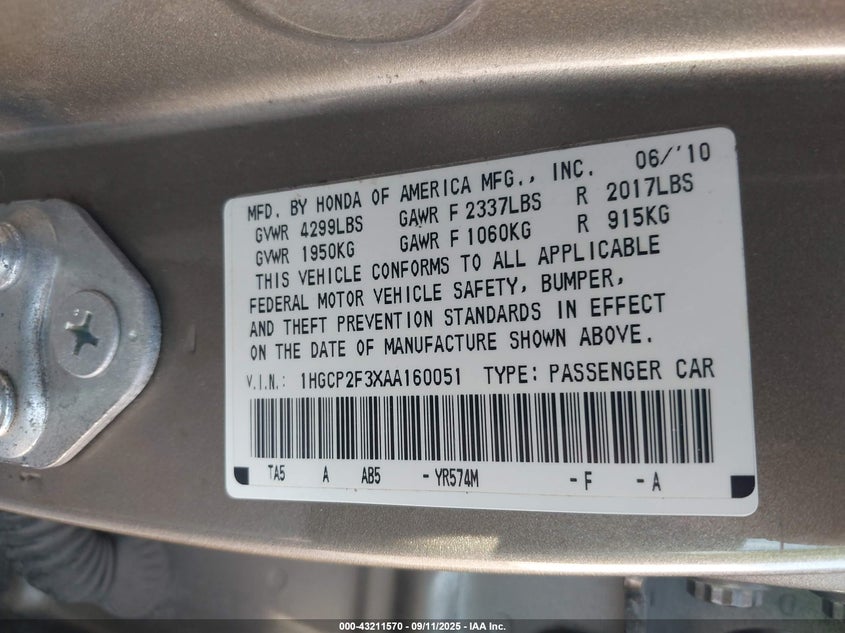 MFD. BY HONDA OF AMERICA MFG., INC. 06/'10
GVWR 4299LBS GAWR F 2337LBS R 2017LBS
GVWR 1950KG GAWR F 1060KG R 915KG
THIS VEHICLE CONFORMS TO ALL APPLICABLE
FEDERAL MOTOR VEHICLE SAFETY, BUMPER,
AND THEFT PREVENTION STANDARDS IN EFFECT
ON THE DATE OF MANUFACTURE SHOWN ABOVE.
V.I.N.: 1HGCP2F3XAA160051 TYPE: PASSENGER CAR
TA5 A AB5 - YR574M - F - A
000-43211570 - 09/11/2025 - IAA Inc.